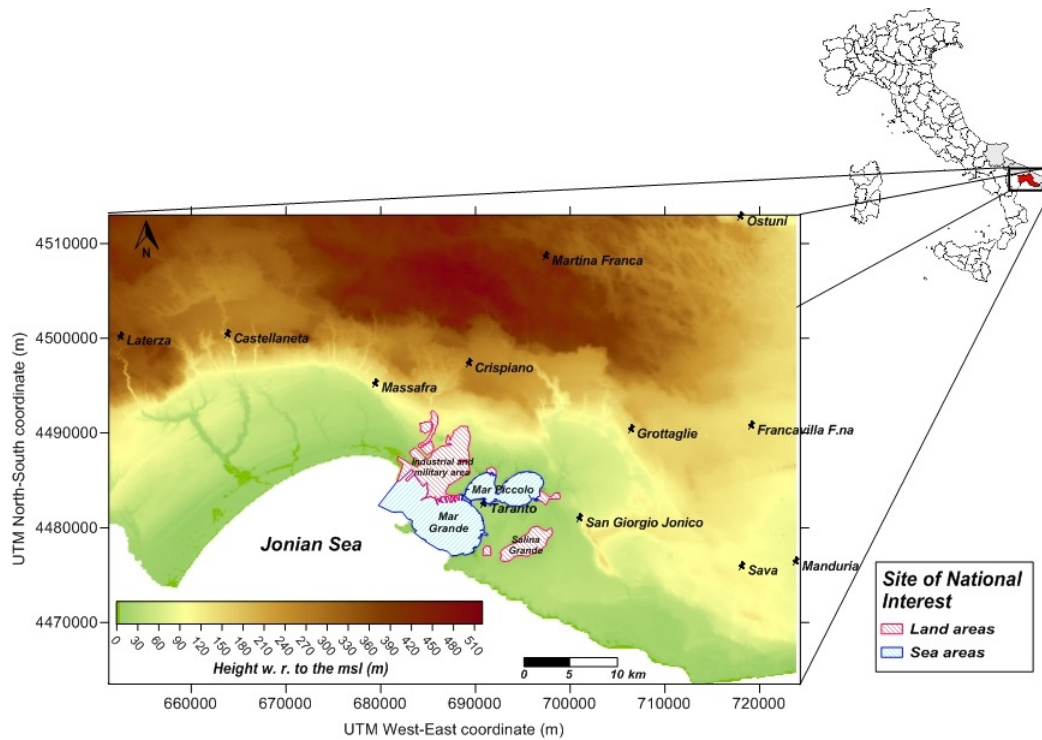 4510000
4500000
4490000
4480000
4470000
UTM North-South coordinate (m)
N
Ostuni
Martina Franca
Laterza
Castellaneta
Crispiano
Massafra
Grottaglie
Francavilla F.na
Industrial and
military area
Mar Piccolo
Taranto
Mar
Grande
San Giorgio Jonico
Salina
Grande
Jonian Sea
Sava
Manduria
0 30 60 90 120 150 180 210 240 270 300 330 360 390 420 450 480 510
Height w. r. to the msl (m)
0 5 10 km
660000 670000 680000 690000 700000 710000 720000
UTM West-East coordinate (m)
Site of National
Interest
Land areas
Sea areas